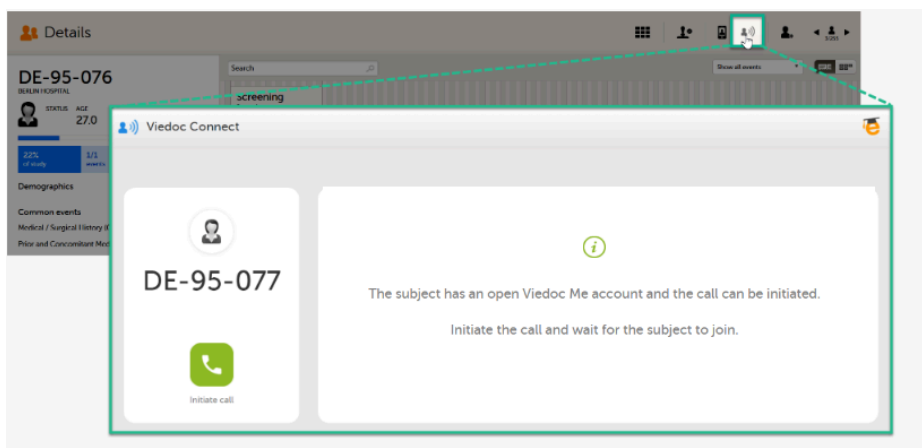 Details
DE-95-076
BERLIN HOSPITAL
STATUS AGE
27.0
22%
of study
1/1
events
Demographics
Common events
Medical / Surgical History
Prior and Concomitant Med
Search
Show all events
Screening
Viedoc Connect
DE-95-077
Initiate call
The subject has an open Viedoc Me account and the call can be initiated.
Initiate the call and wait for the subject to join.